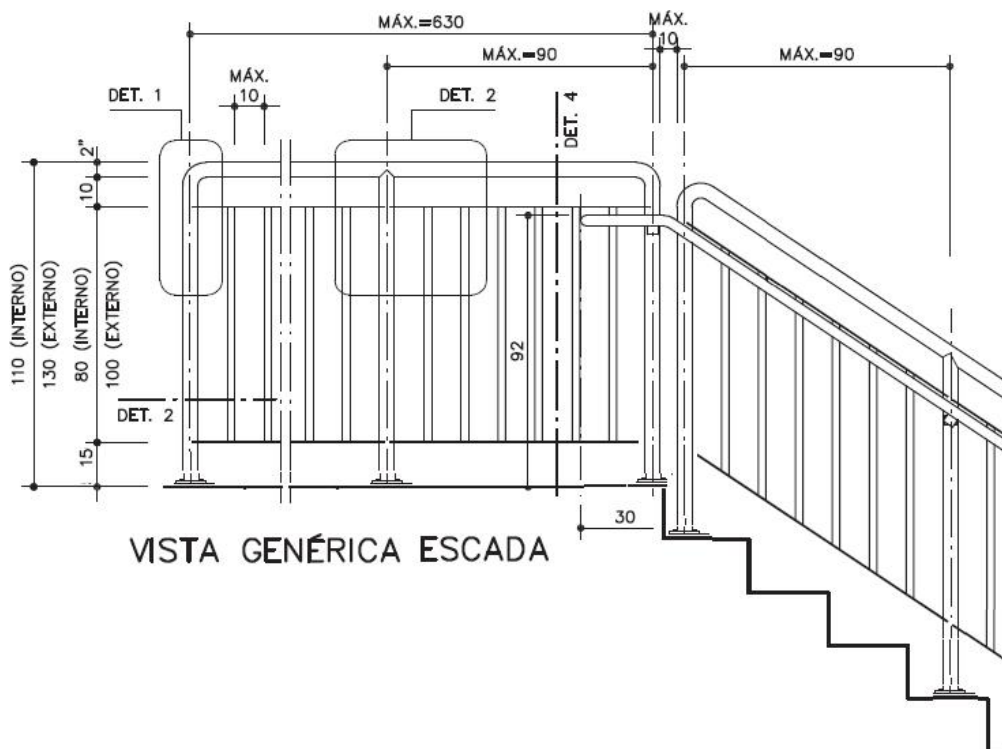 MÁX.=630
MÁX.
10
MÁX.=90
MÁX.=90
MÁX.
10
DET. 1
DET. 2
DET. 4
2"
10
110 (INTERNO)
130 (EXTERNO)
80 (INTERNO)
100 (EXTERNO)
92
DET. 2
15
30
VISTA GENÉRICA ESCADA